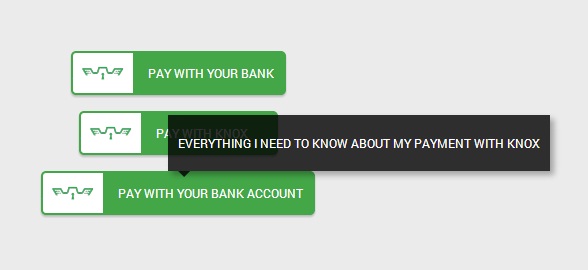 PAY WITH YOUR BANK
PAY WITH KNOX
EVERYTHING I NEED TO KNOW ABOUT MY PAYMENT WITH KNOX
PAY WITH YOUR BANK ACCOUNT